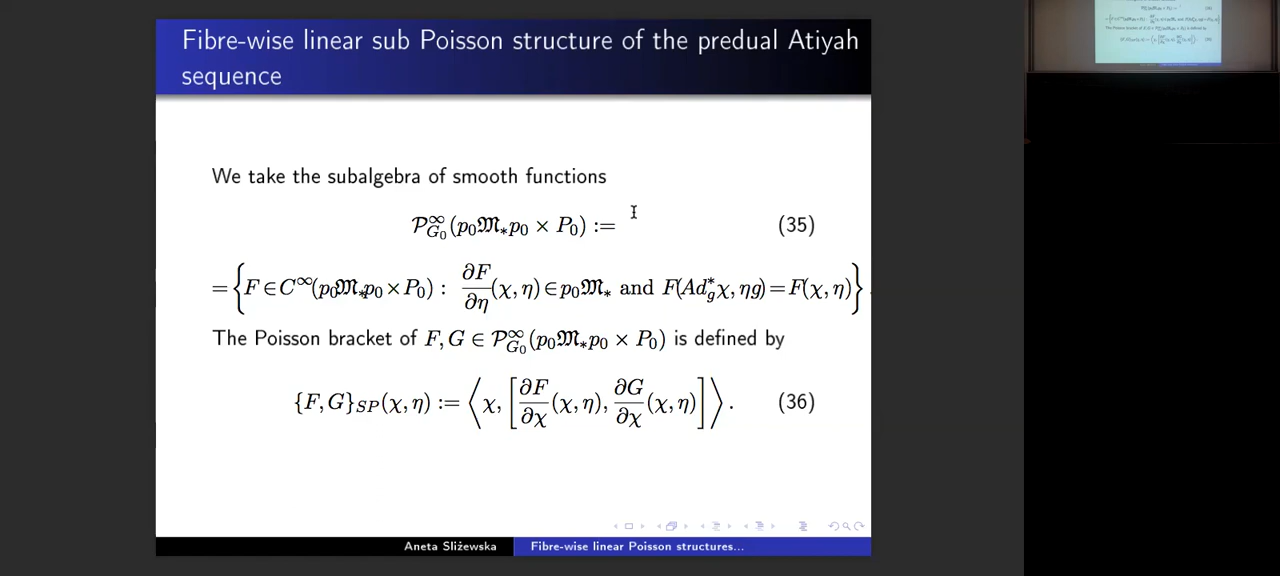 Fibre-wise linear sub Poisson structure of the predual Atiyah
sequence
We take the subalgebra of smooth functions
𝒫^∞_{G₀}(p₀𝔐_*p₀ × P₀) := (35)
= {F ∈ C^∞(p₀𝔐_*p₀ × P₀) : ∂F/∂η(χ, η) ∈ p₀𝔐_* and F(Ad*_g χ, ηg) = F(χ, η)}.
The Poisson bracket of F, G ∈ 𝒫^∞_{G₀}(p₀𝔐_*p₀ × P₀) is defined by
{F, G}_{SP}(χ, η) := ⟨χ, [∂F/∂χ(χ, η), ∂G/∂χ(χ, η)]⟩. (36)
Aneta Sliżewska Fibre-wise linear Poisson structures...